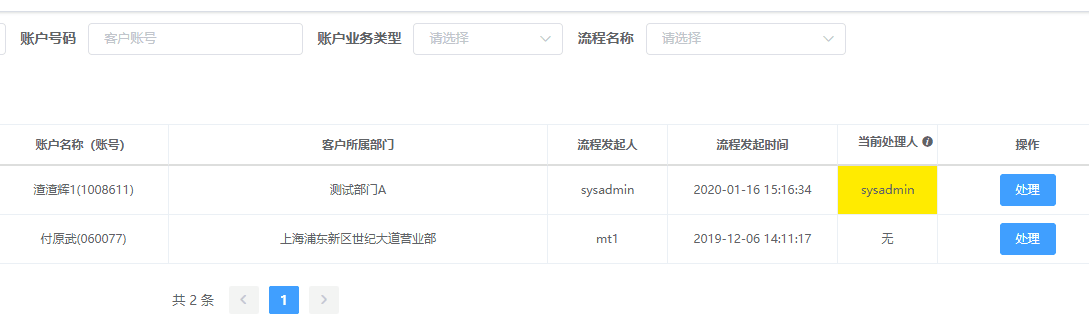 账户号码 客户账号 账户业务类型 请选择 流程名称 请选择
账户名称（账号） 客户所属部门 流程发起人 流程发起时间 当前处理人 操作
渣渣辉1(1008611) 测试部门A sysadmin 2020-01-16 15:16:34 sysadmin 处理
付原武(060077) 上海浦东新区世纪大道营业部 mt1 2019-12-06 14:11:17 无 处理
共 2 条 1